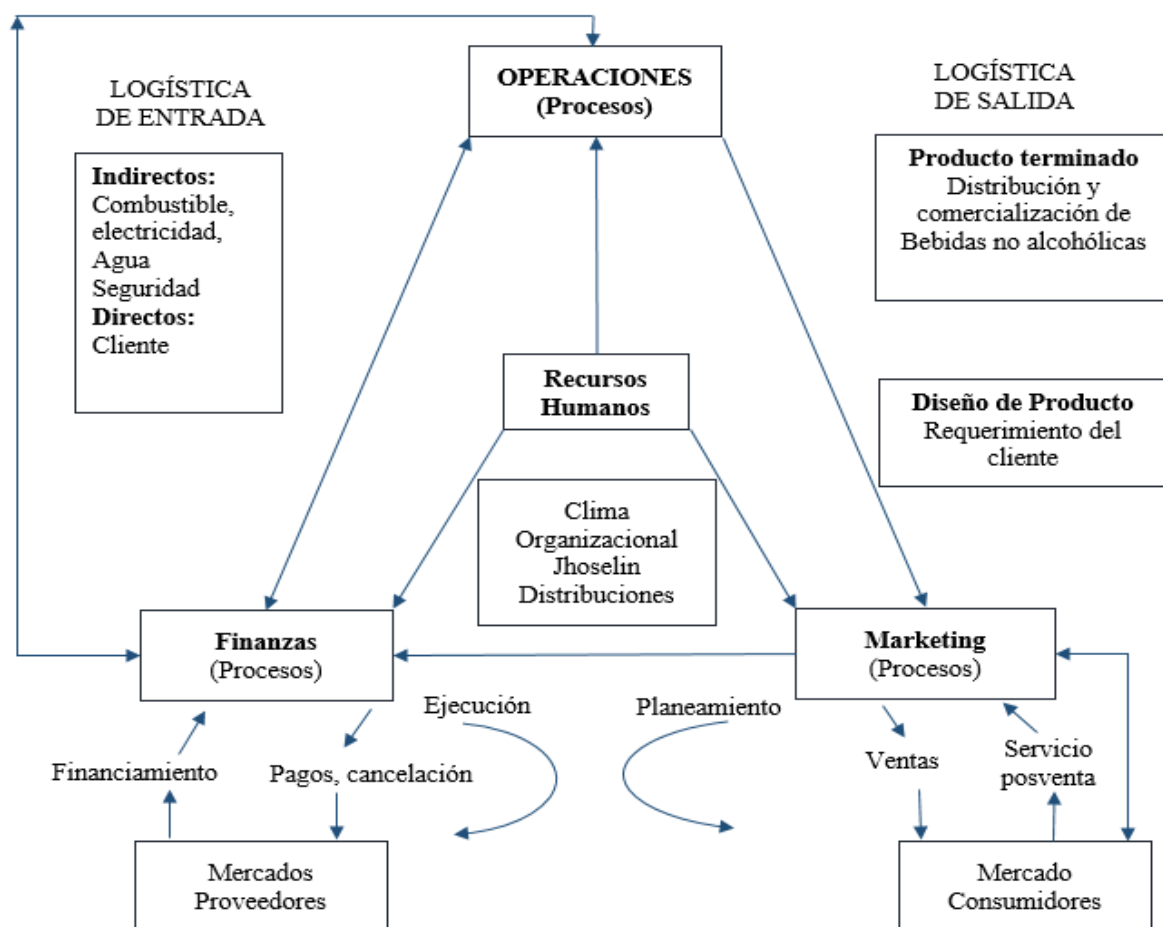 OPERACIONES
(Procesos)
LOGÍSTICA
DE ENTRADA
LOGÍSTICA
DE SALIDA
Indirectos:
Combustible,
electricidad,
Agua
Seguridad
Directos:
Cliente
Producto terminado
Distribución y
comercialización de
Bebidas no alcohólicas
Recursos
Humanos
Diseño de Producto
Requerimiento del
cliente
Clima
Organizacional
Jhoselin
Distribuciones
Finanzas
(Procesos)
Marketing
(Procesos)
Ejecución
Planeamiento
Financiamiento
Pagos, cancelación
Ventas
Servicio
posventa
Mercados
Proveedores
Mercado
Consumidores